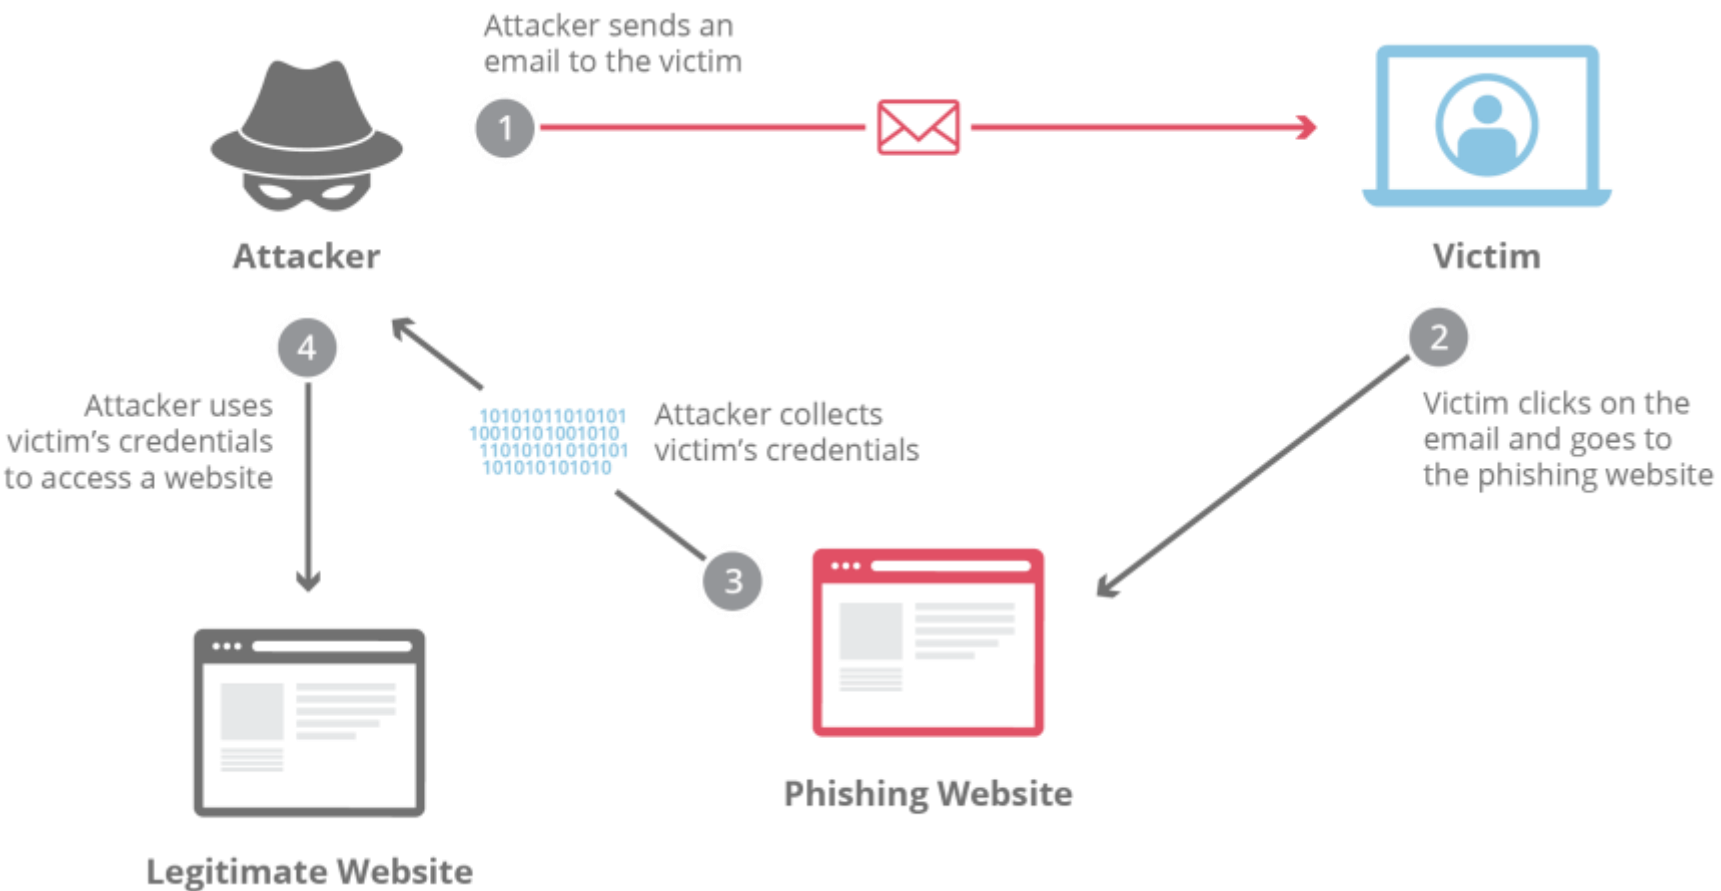 Attacker sends an
email to the victim
1
Attacker
Victim
2
Victim clicks on the
email and goes to
the phishing website
4
Attacker uses
victim's credentials
to access a website
10101011010101
10010101001010
11010101010101
101010101010
Attacker collects
victim's credentials
3
Phishing Website
Legitimate Website